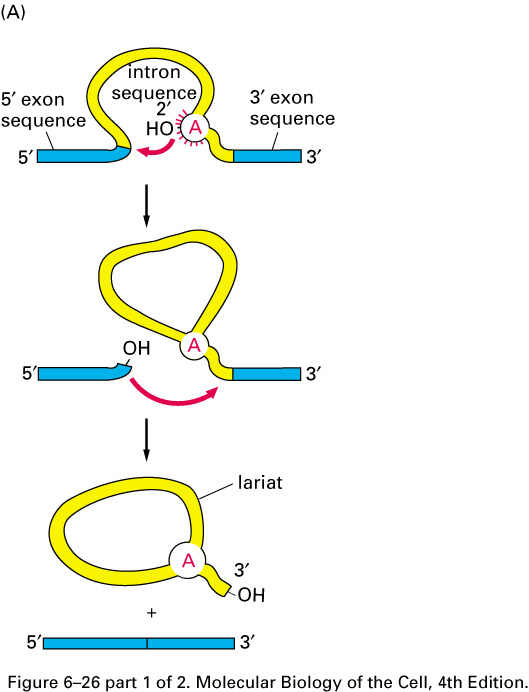 (A)
intron
sequence
5′ exon
sequence
3′ exon
sequence
2′
HO
A
5′
3′
OH
A
5′
3′
lariat
A
3′
OH
+
5′
3′
Figure 6–26 part 1 of 2. Molecular Biology of the Cell, 4th Edition.